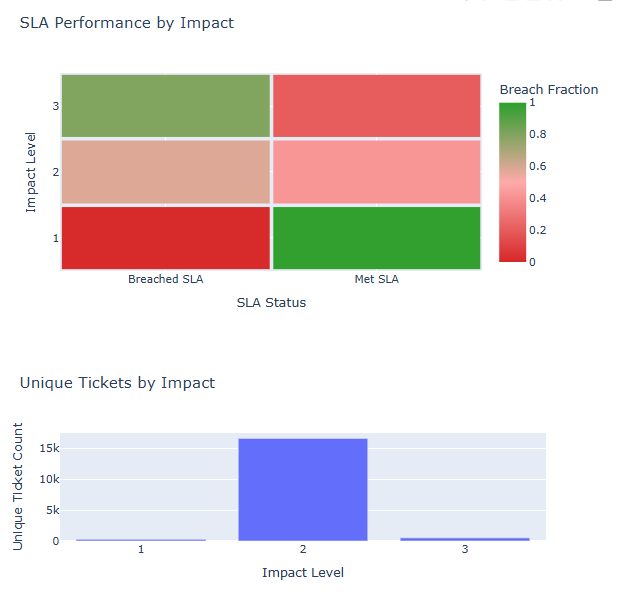 SLA Performance by Impact
Breach Fraction
Impact Level
3
2
1
Breached SLA
Met SLA
SLA Status
1
0.8
0.6
0.4
0.2
0
Unique Tickets by Impact
Unique Ticket Count
15k
10k
5k
0
1
2
3
Impact Level